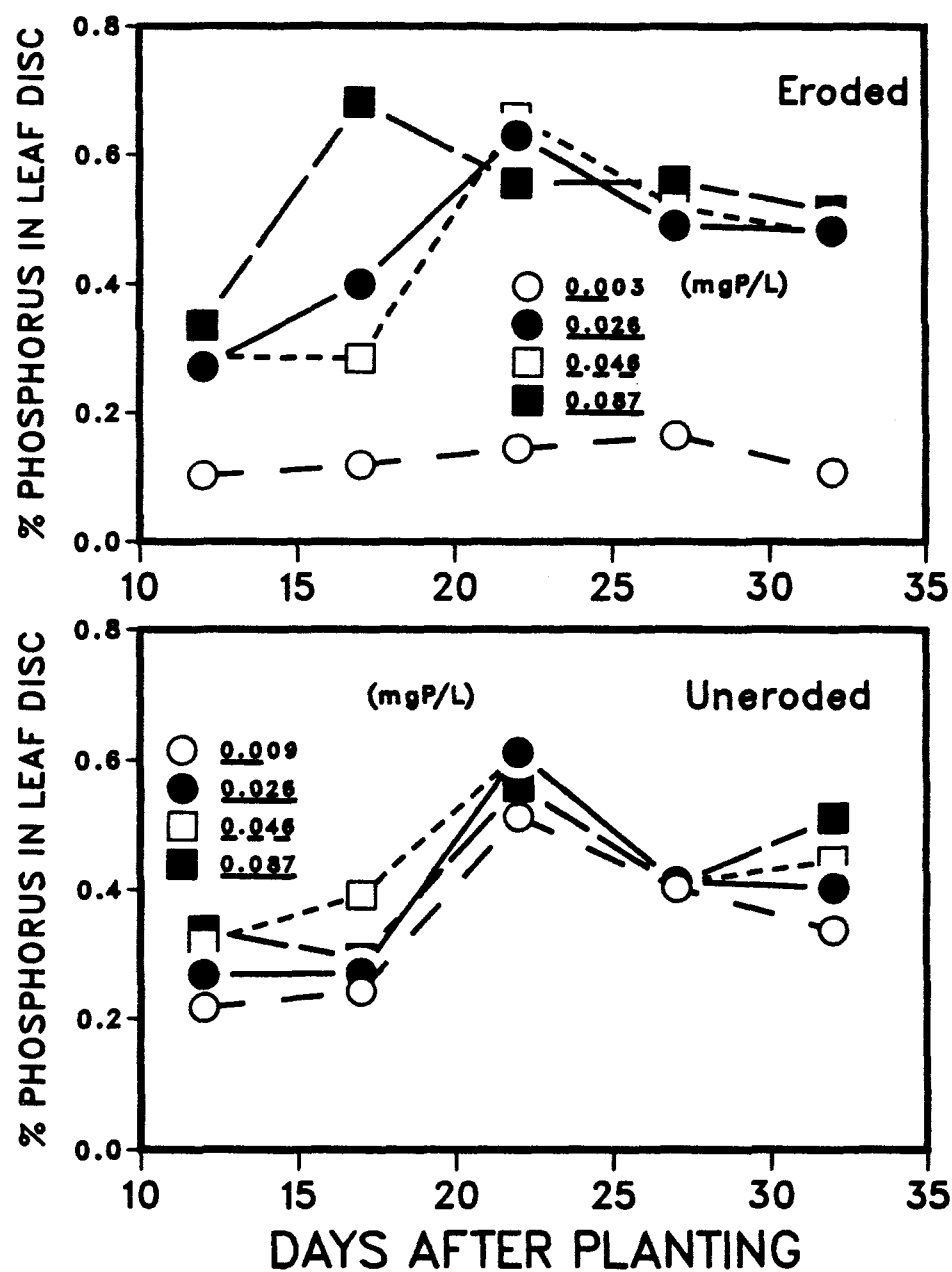 % PHOSPHORUS IN LEAF DISC
0.8
0.6
0.4
0.2
0.0
Eroded
(mgP/L)
0.003
0.026
0.046
0.087
10 15 20 25 30 35
% PHOSPHORUS IN LEAF DISC
0.8
0.6
0.4
0.2
0.0
(mgP/L)
Uneroded
0.009
0.026
0.046
0.087
10 15 20 25 30 35
DAYS AFTER PLANTING